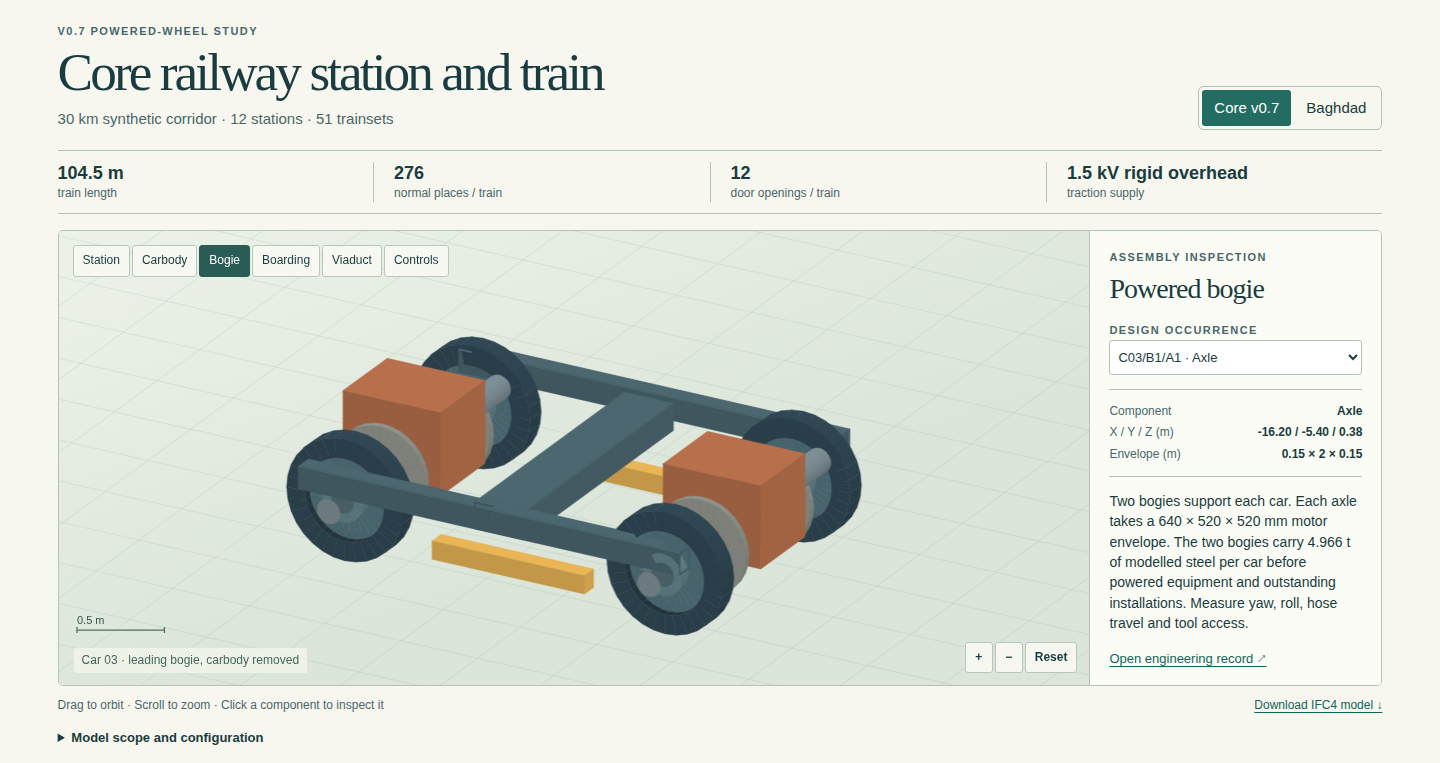 V0.7 POWERED-WHEEL STUDY
Core railway station and train
30 km synthetic corridor · 12 stations · 51 trainsets
Core v0.7
Baghdad
104.5 m
train length
276
normal places / train
12
door openings / train
1.5 kV rigid overhead
traction supply
Station
Carbody
Bogie
Boarding
Viaduct
Controls
0.5 m
Car 03 · leading bogie, carbody removed
+
−
Reset
ASSEMBLY INSPECTION
Powered bogie
DESIGN OCCURRENCE
C03/B1/A1 · Axle
Component Axle
X / Y / Z (m) -16.20 / -5.40 / 0.38
Envelope (m) 0.15 × 2 × 0.15
Two bogies support each car. Each axle
takes a 640 × 520 × 520 mm motor
envelope. The two bogies carry 4.966 t
of modelled steel per car before
powered equipment and outstanding
installations. Measure yaw, roll, hose
travel and tool access.
Open engineering record ↗
Drag to orbit · Scroll to zoom · Click a component to inspect it
Download IFC4 model ↓
▶ Model scope and configuration